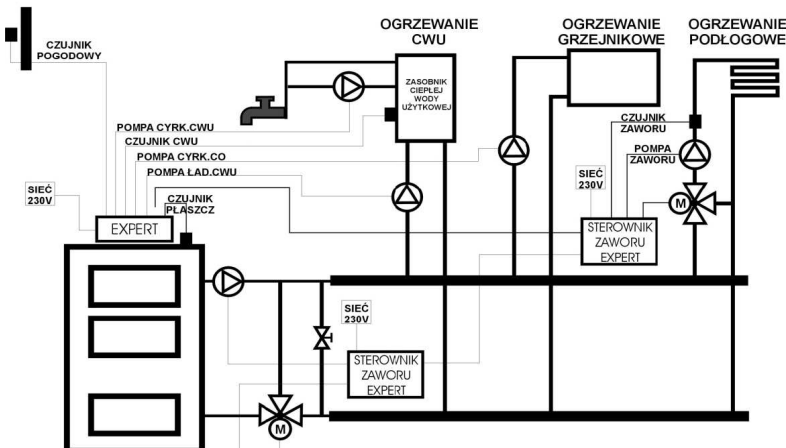 OGRZEWANIE
CWU
OGRZEWANIE
GRZEJNIKOWE
OGRZEWANIE
PODŁOGOWE
CZUJNIK
POGODOWY
ZASOBNIK
CIEPŁEJ
WODY
UŻYTKOWEJ
POMPA CYRK.CWU
CZUJNIK CWU
POMPA CYRK.CO
POMPA ŁAD.CWU
CZUJNIK
ZAWORU
POMPA
ZAWORU
SIEĆ
230V
CZUJNIK
PŁASZCZ
EXPERT
SIEĆ
230V
M
STEROWNIK
ZAWORU
EXPERT
SIEĆ
230V
STEROWNIK
ZAWORU
EXPERT
M